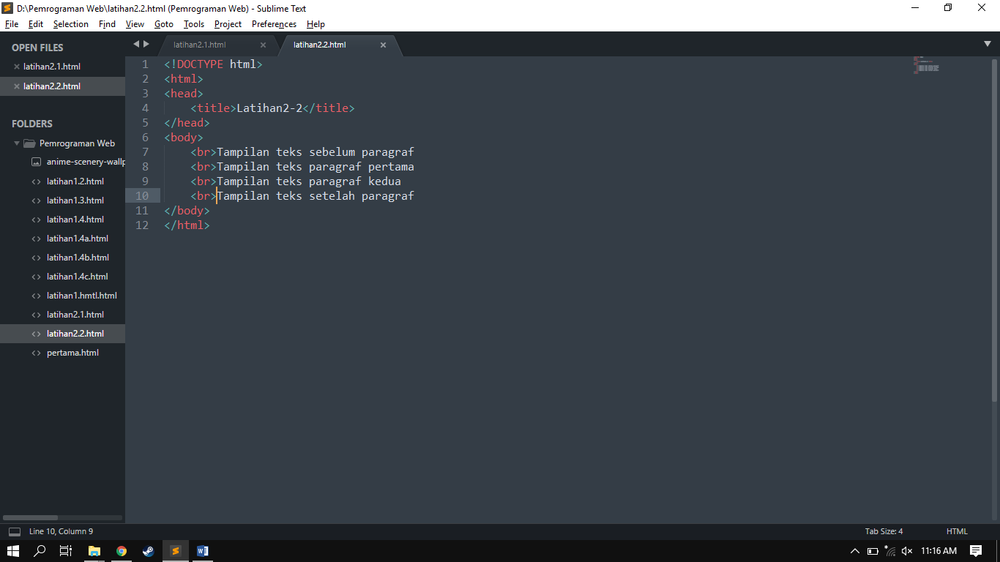 D:\Pemrograman Web\latihan2.2.html (Pemrograman Web) - Sublime Text
File Edit Selection Find View Goto Tools Project Preferences Help
OPEN FILES
latihan2.1.html
latihan2.2.html
FOLDERS
Pemrograman Web
anime-scenery-wallp
latihan1.2.html
latihan1.3.html
latihan1.4.html
latihan1.4a.html
latihan1.4b.html
latihan1.4c.html
latihan1.hmtl.html
latihan2.1.html
latihan2.2.html
pertama.html
latihan2.1.html latihan2.2.html
1 <!DOCTYPE html>
2 <html>
3 <head>
4 <title>Latihan2-2</title>
5 </head>
6 <body>
7 <br>Tampilan teks sebelum paragraf
8 <br>Tampilan teks paragraf pertama
9 <br>Tampilan teks paragraf kedua
10 <br>Tampilan teks setelah paragraf
11 </body>
12 </html>
Line 10, Column 9 Tab Size: 4 HTML
11:16 AM